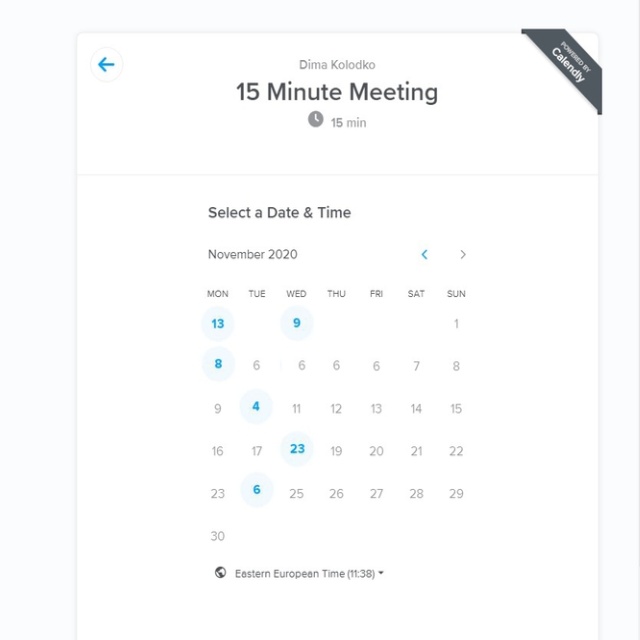 Dima Kolodko
15 Minute Meeting
15 min
POWERED BY
Calendly
Select a Date & Time
November 2020
MON TUE WED THU FRI SAT SUN
13 9 1
8 6 6 6 6 7 8
9 4 11 12 13 14 15
16 17 23 19 20 21 22
23 6 25 26 27 28 29
30
Eastern European Time (11:38)